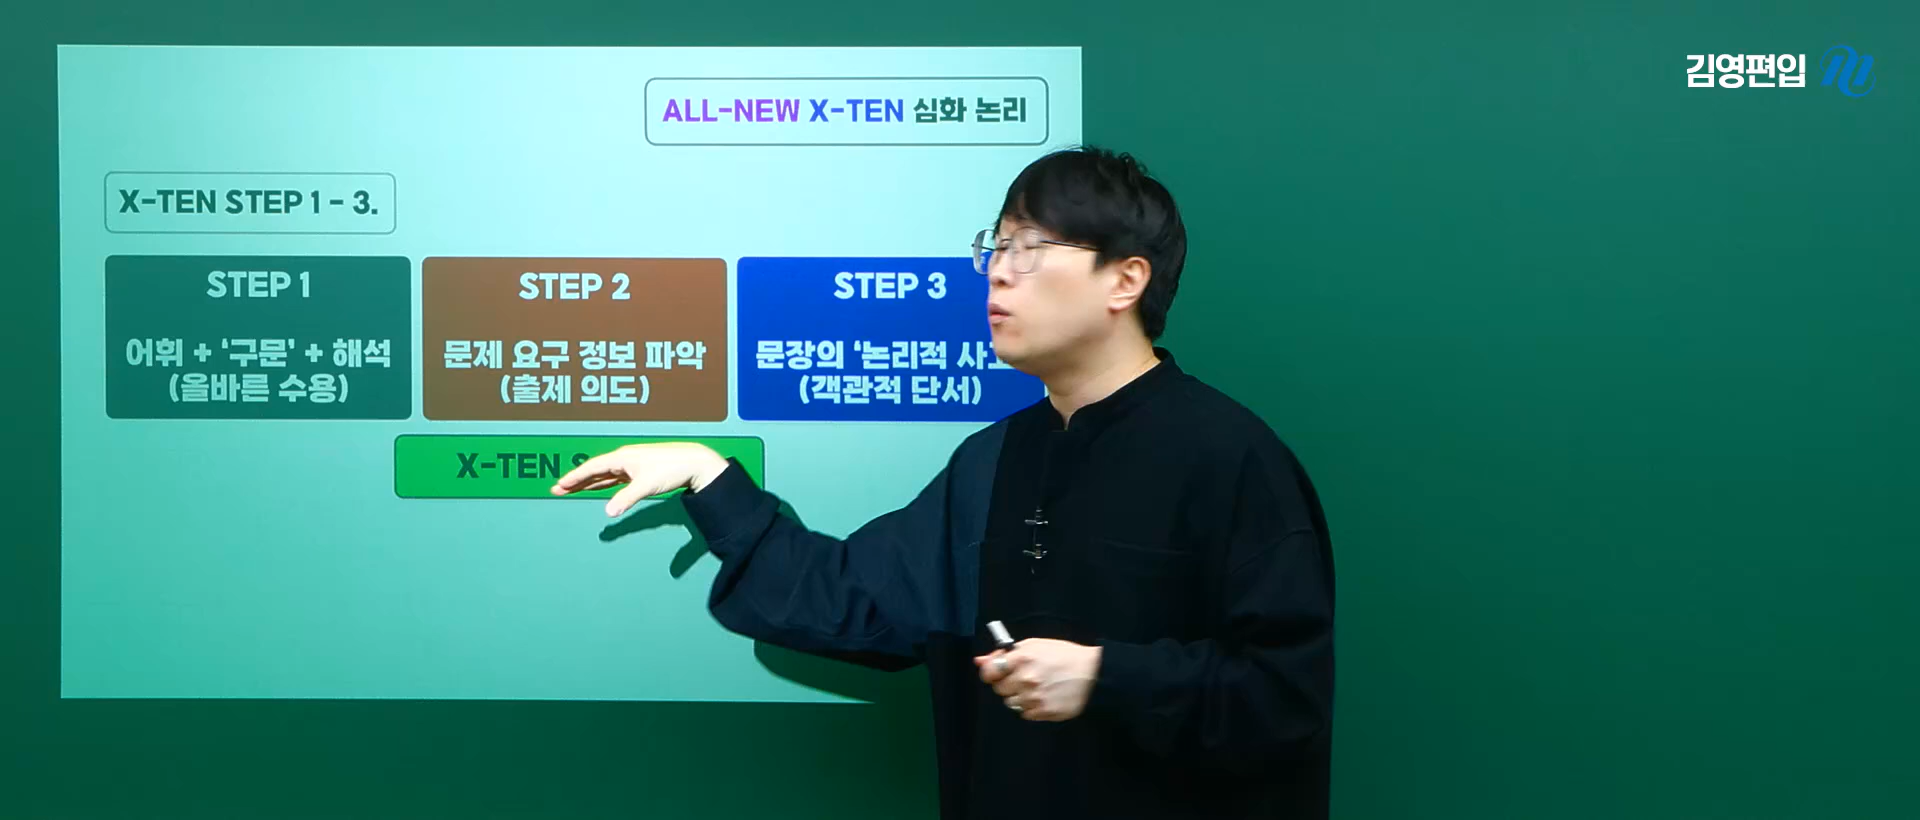 김영편입
ALL-NEW X-TEN 심화 논리
X-TEN STEP 1 - 3.
STEP 1
어휘 + '구문' + 해석
(올바른 수용)
STEP 2
문제 요구 정보 파악
(출제 의도)
STEP 3
문장의 '논리적
(객관적 단서)
X-TEN